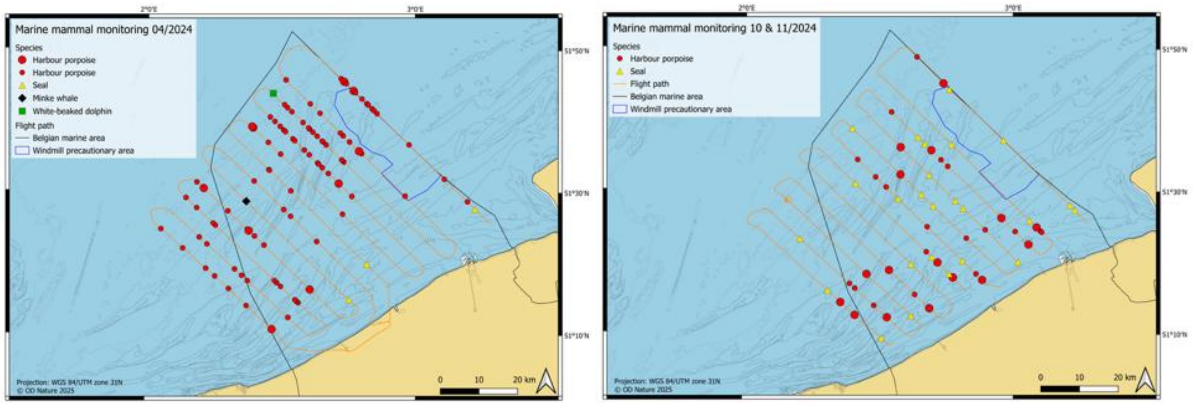 2°0'E
3°0'E
Marine mammal monitoring 04/2024
Species
Harbour porpoise
Harbour porpoise
Seal
Minke whale
White-beaked dolphin
Flight path
Belgian marine area
Windmill precautionary area
51°50'N
51°30'N
51°10'N
Projection: WGS 84/UTM zone 31N
© OD Nature 2025
0 10 20 km
2°0'E
3°0'E
Marine mammal monitoring 10 & 11/2024
Species
Harbour porpoise
Seal
Flight path
Belgian marine area
Windmill precautionary area
51°50'N
51°30'N
51°10'N
Projection: WGS 84/UTM zone 31N
© OD Nature 2025
0 10 20 km